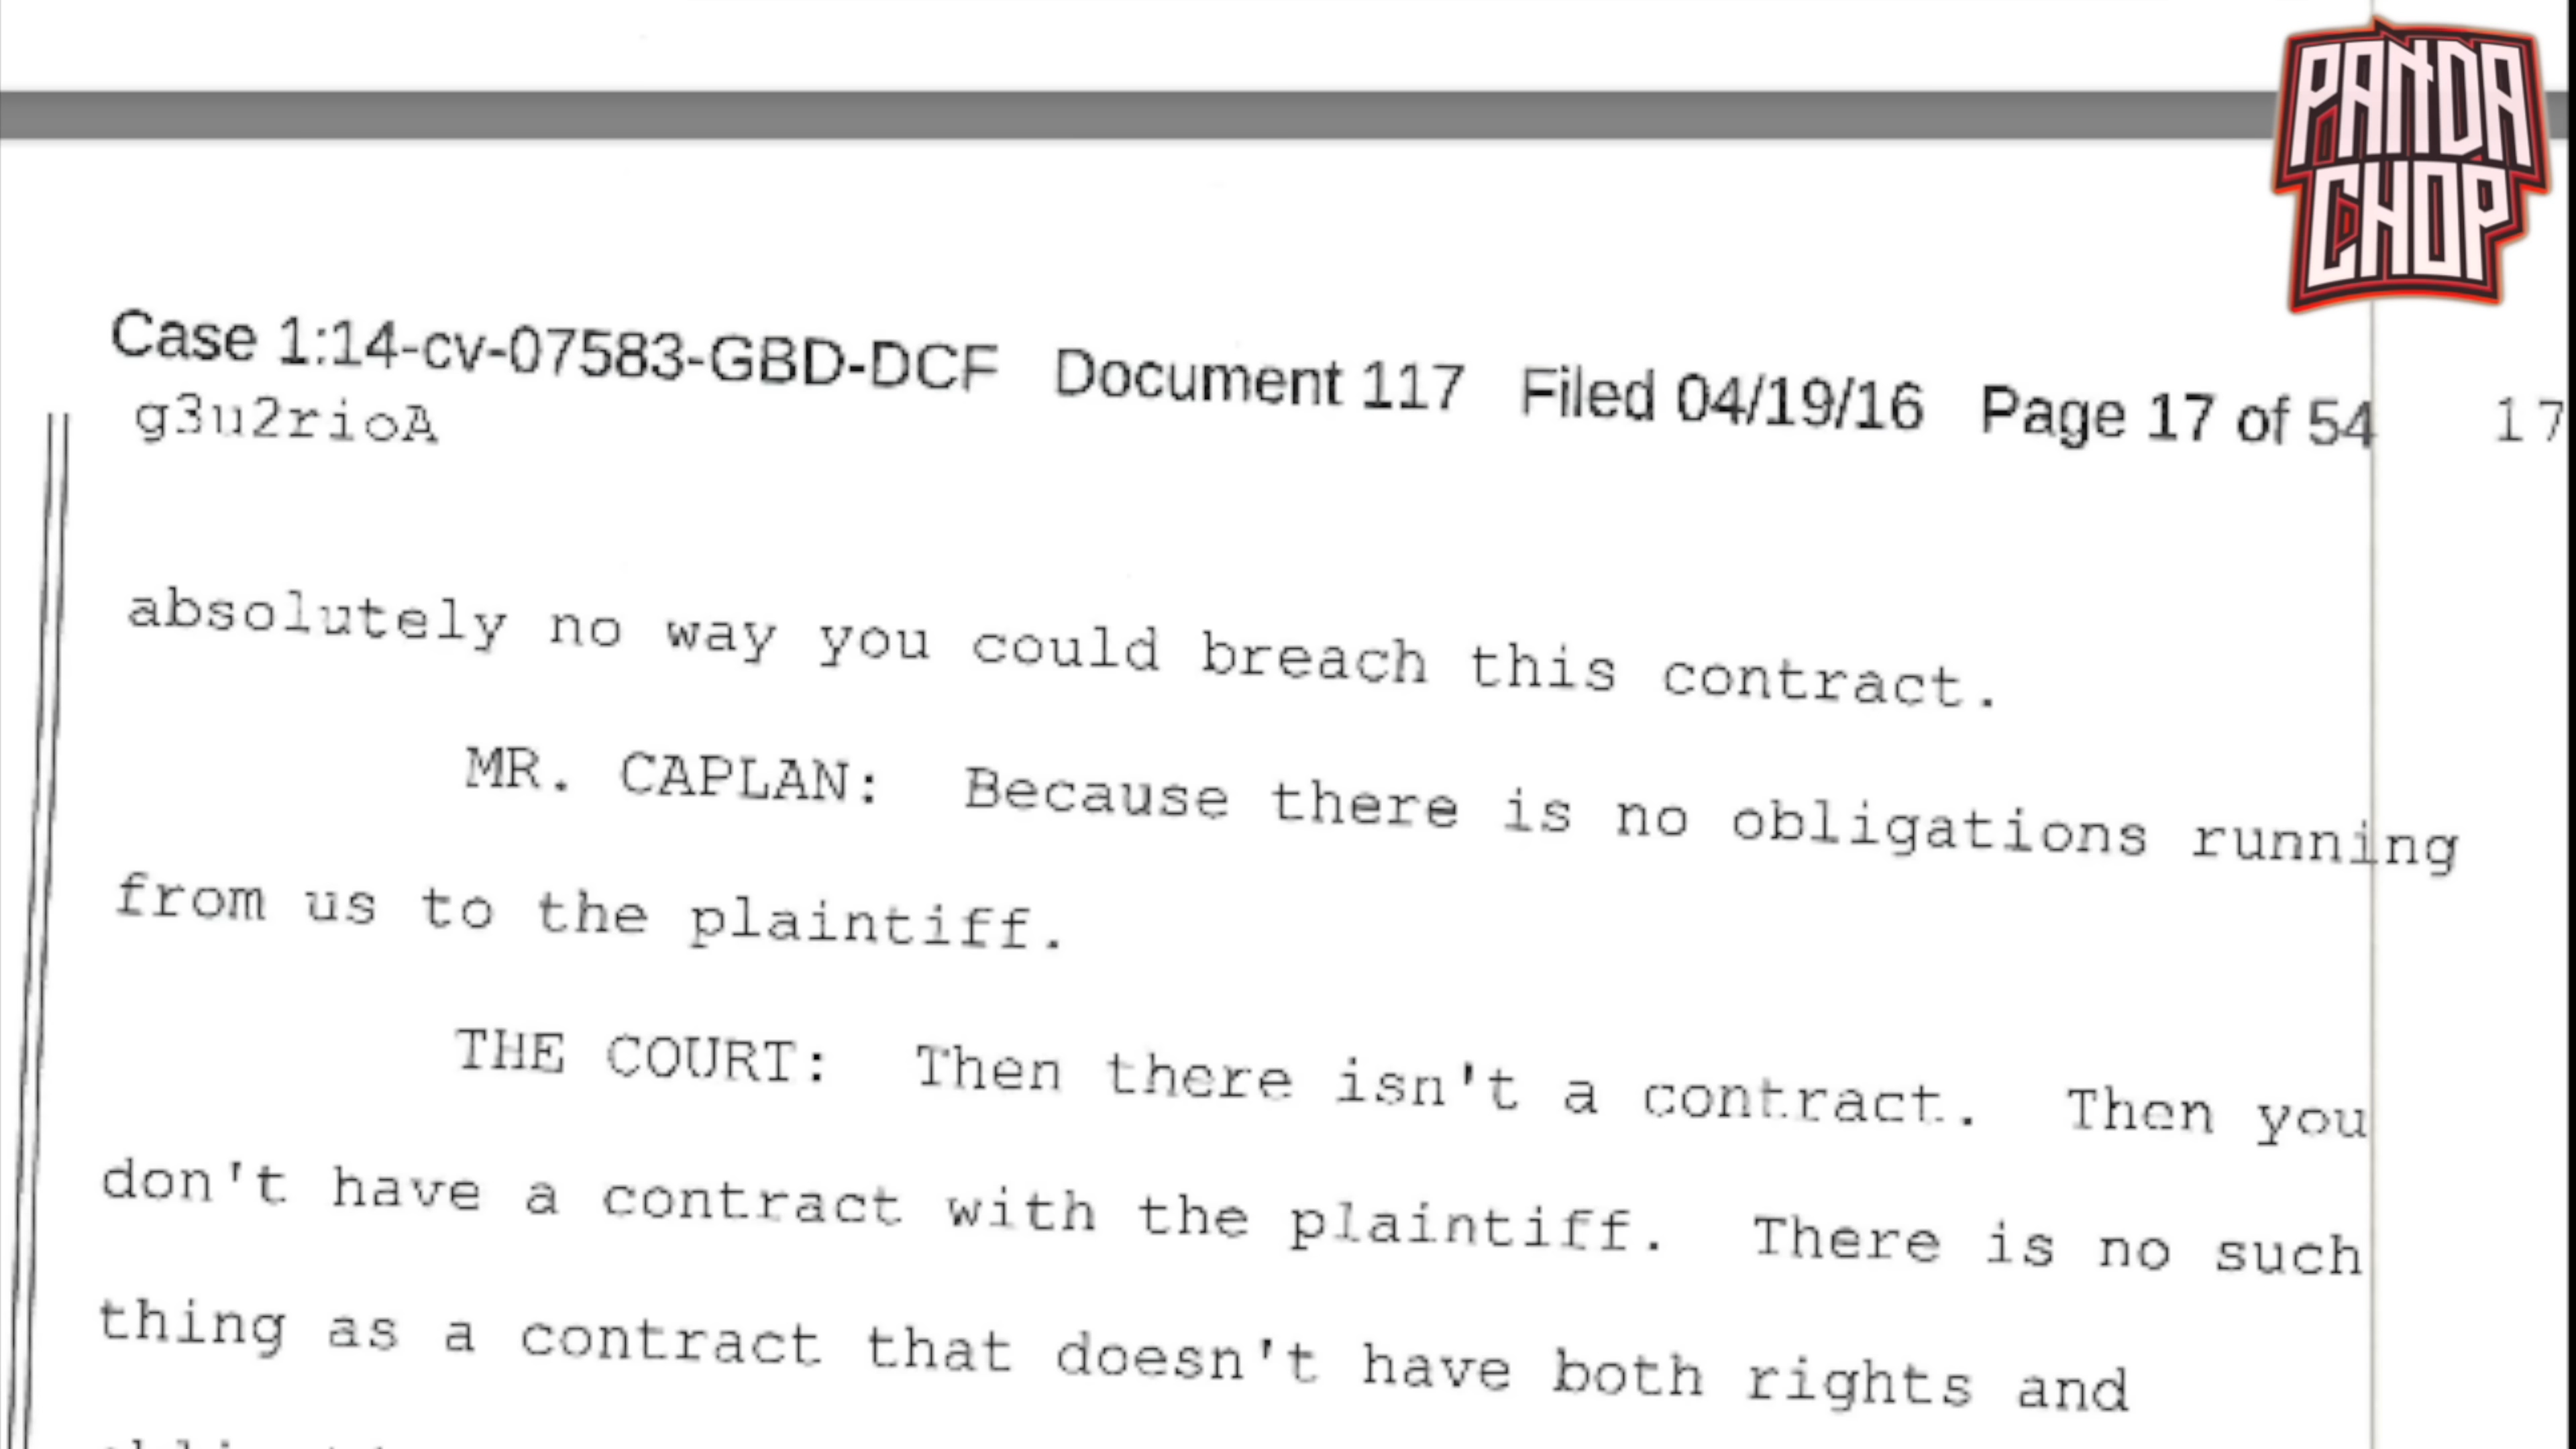 PANDA
CHOP
Case 1:14-cv-07583-GBD-DCF Document 117 Filed 04/19/16 Page 17 of 54 17
g3u2rioA
absolutely no way you could breach this contract.
MR. CAPLAN: Because there is no obligations running
from us to the plaintiff.
THE COURT: Then there isn't a contract. Then you
don't have a contract with the plaintiff. There is no such
thing as a contract that doesn't have both rights and